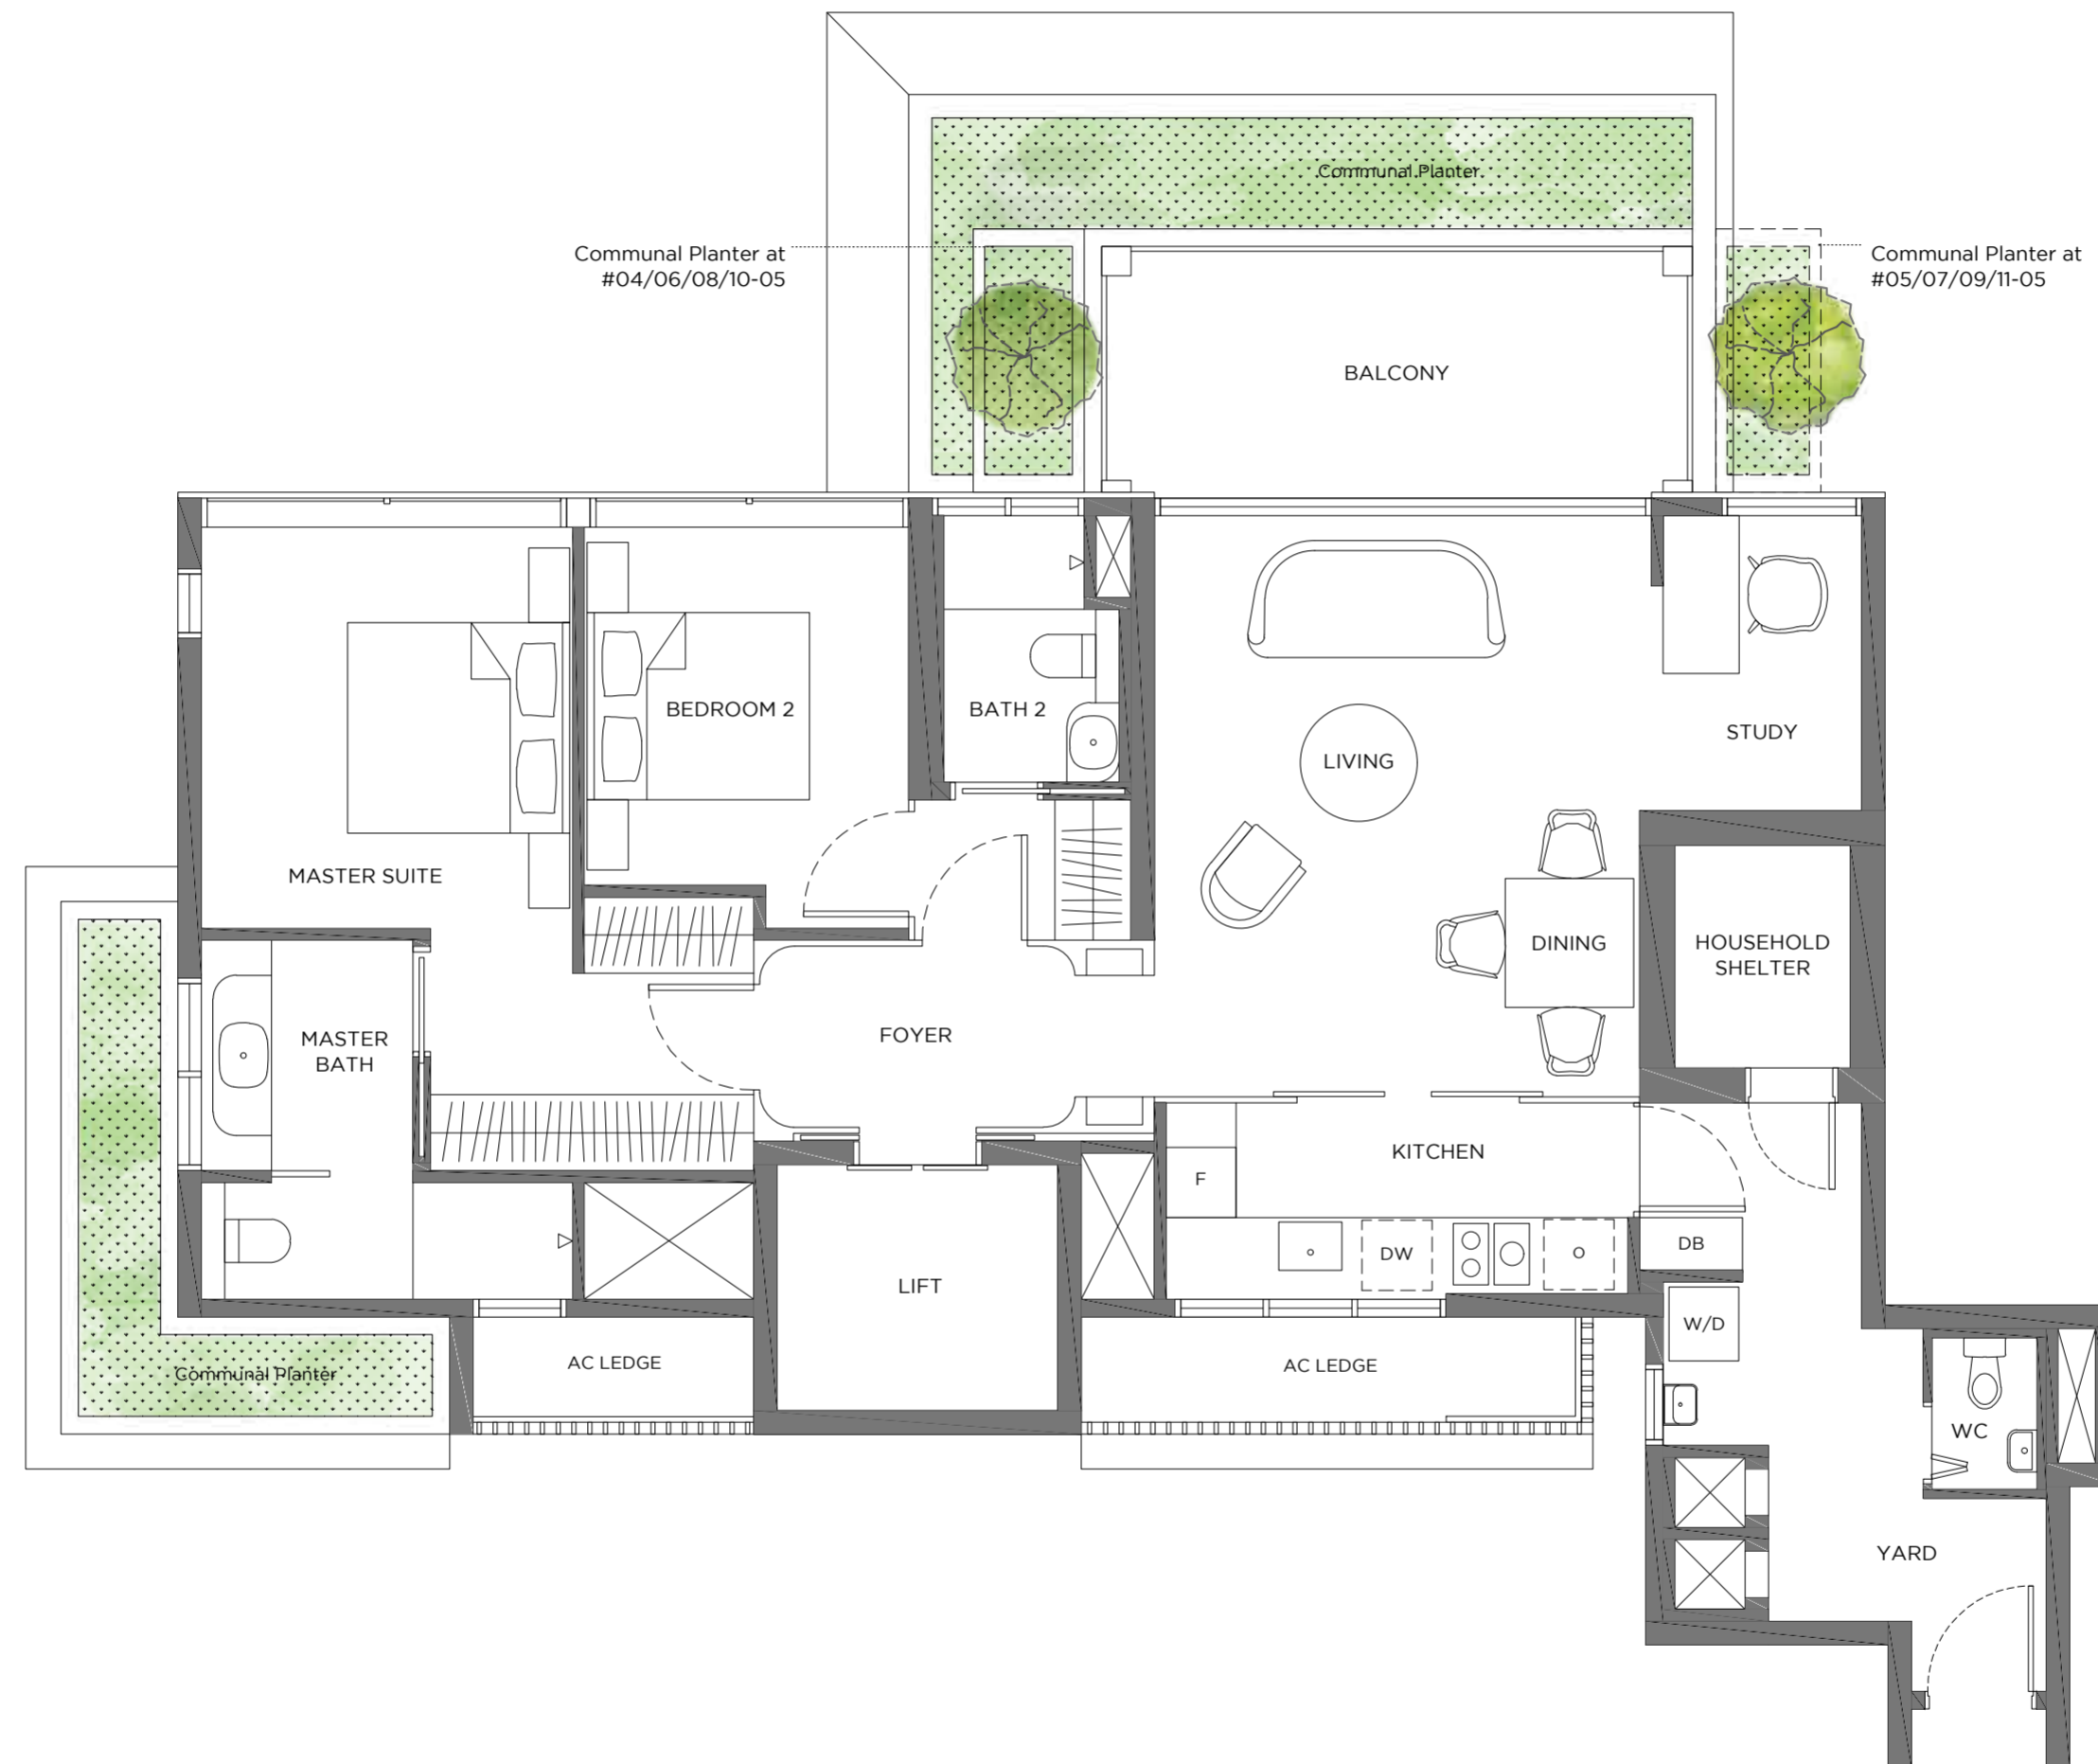 Communal Planter
Communal Planter at
#04/06/08/10-05
Communal Planter at
#05/07/09/11-05
BALCONY
BEDROOM 2
BATH 2
STUDY
LIVING
MASTER SUITE
DINING
HOUSEHOLD
SHELTER
FOYER
MASTER
BATH
KITCHEN
F
DB
DW
LIFT
W/D
AC LEDGE
AC LEDGE
Communal Planter
WC
YARD